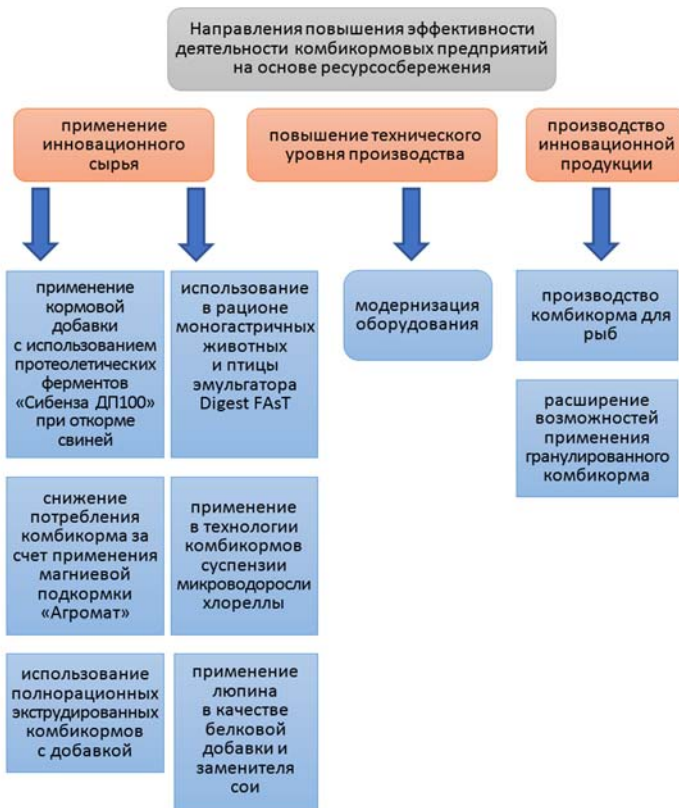 Направления повышения эффективности
деятельности комбикормовых предприятий
на основе ресурсосбережения
применение
инновационного
сырья
повышение технического
уровня производства
производство
инновационной
продукции
применение
кормовой
добавки
с использованием
протеолетических
ферментов
«Сибенза ДП100»
при откорме
свиней
использование
в рационе
моногастричных
животных
и птицы
эмульгатора
Digest FAsT
модернизация
оборудования
производство
комбикорма для
рыб
расширение
возможностей
применения
гранулированного
комбикорма
снижение
потребления
комбикорма за
счет применения
магниевой
подкормки
«Агромат»
применение
в технологии
комбикормов
суспензии
микроводоросли
хлореллы
использование
полнорационных
экструдированных
комбикормов
с добавкой
применение
люпина
в качестве
белковой
добавки и
заменителя
сои